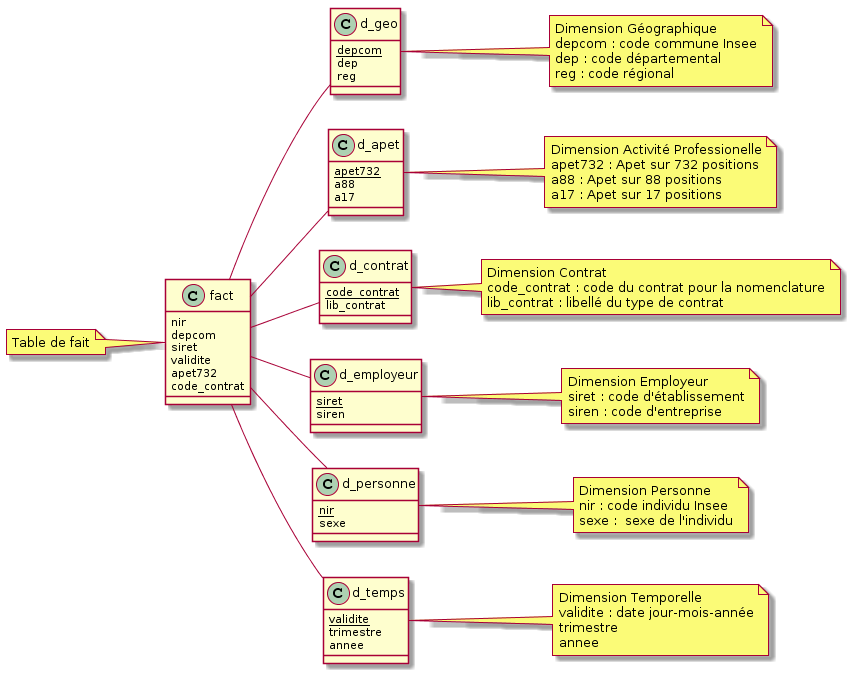 C d_geo
depcom
dep
reg
Dimension Géographique
depcom : code commune Insee
dep : code départemental
reg : code régional
C d_apet
apet732
a88
a17
Dimension Activité Professionelle
apet732 : Apet sur 732 positions
a88 : Apet sur 88 positions
a17 : Apet sur 17 positions
C d_contrat
code_contrat
lib_contrat
Dimension Contrat
code_contrat : code du contrat pour la nomenclature
lib_contrat : libellé du type de contrat
Table de fait
C fact
nir
depcom
siret
validite
apet732
code_contrat
C d_employeur
siret
siren
Dimension Employeur
siret : code d'établissement
siren : code d'entreprise
C d_personne
nir
sexe
Dimension Personne
nir : code individu Insee
sexe : sexe de l'individu
C d_temps
validite
trimestre
annee
Dimension Temporelle
validite : date jour-mois-année
trimestre
annee